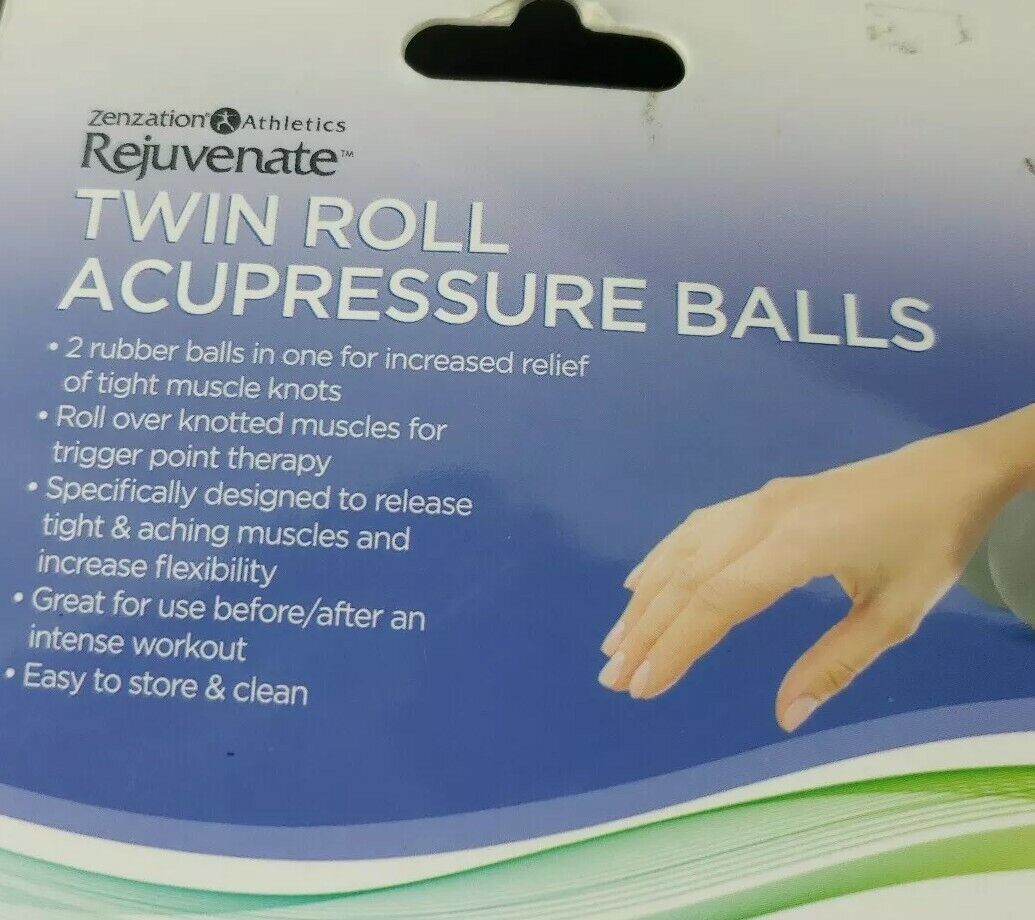 Zenzation® Athletics
Rejuvenate™
TWIN ROLL
ACUPRESSURE BALLS
• 2 rubber balls in one for increased relief
of tight muscle knots
• Roll over knotted muscles for
trigger point therapy
• Specifically designed to release
tight & aching muscles and
increase flexibility
• Great for use before/after an
intense workout
• Easy to store & clean